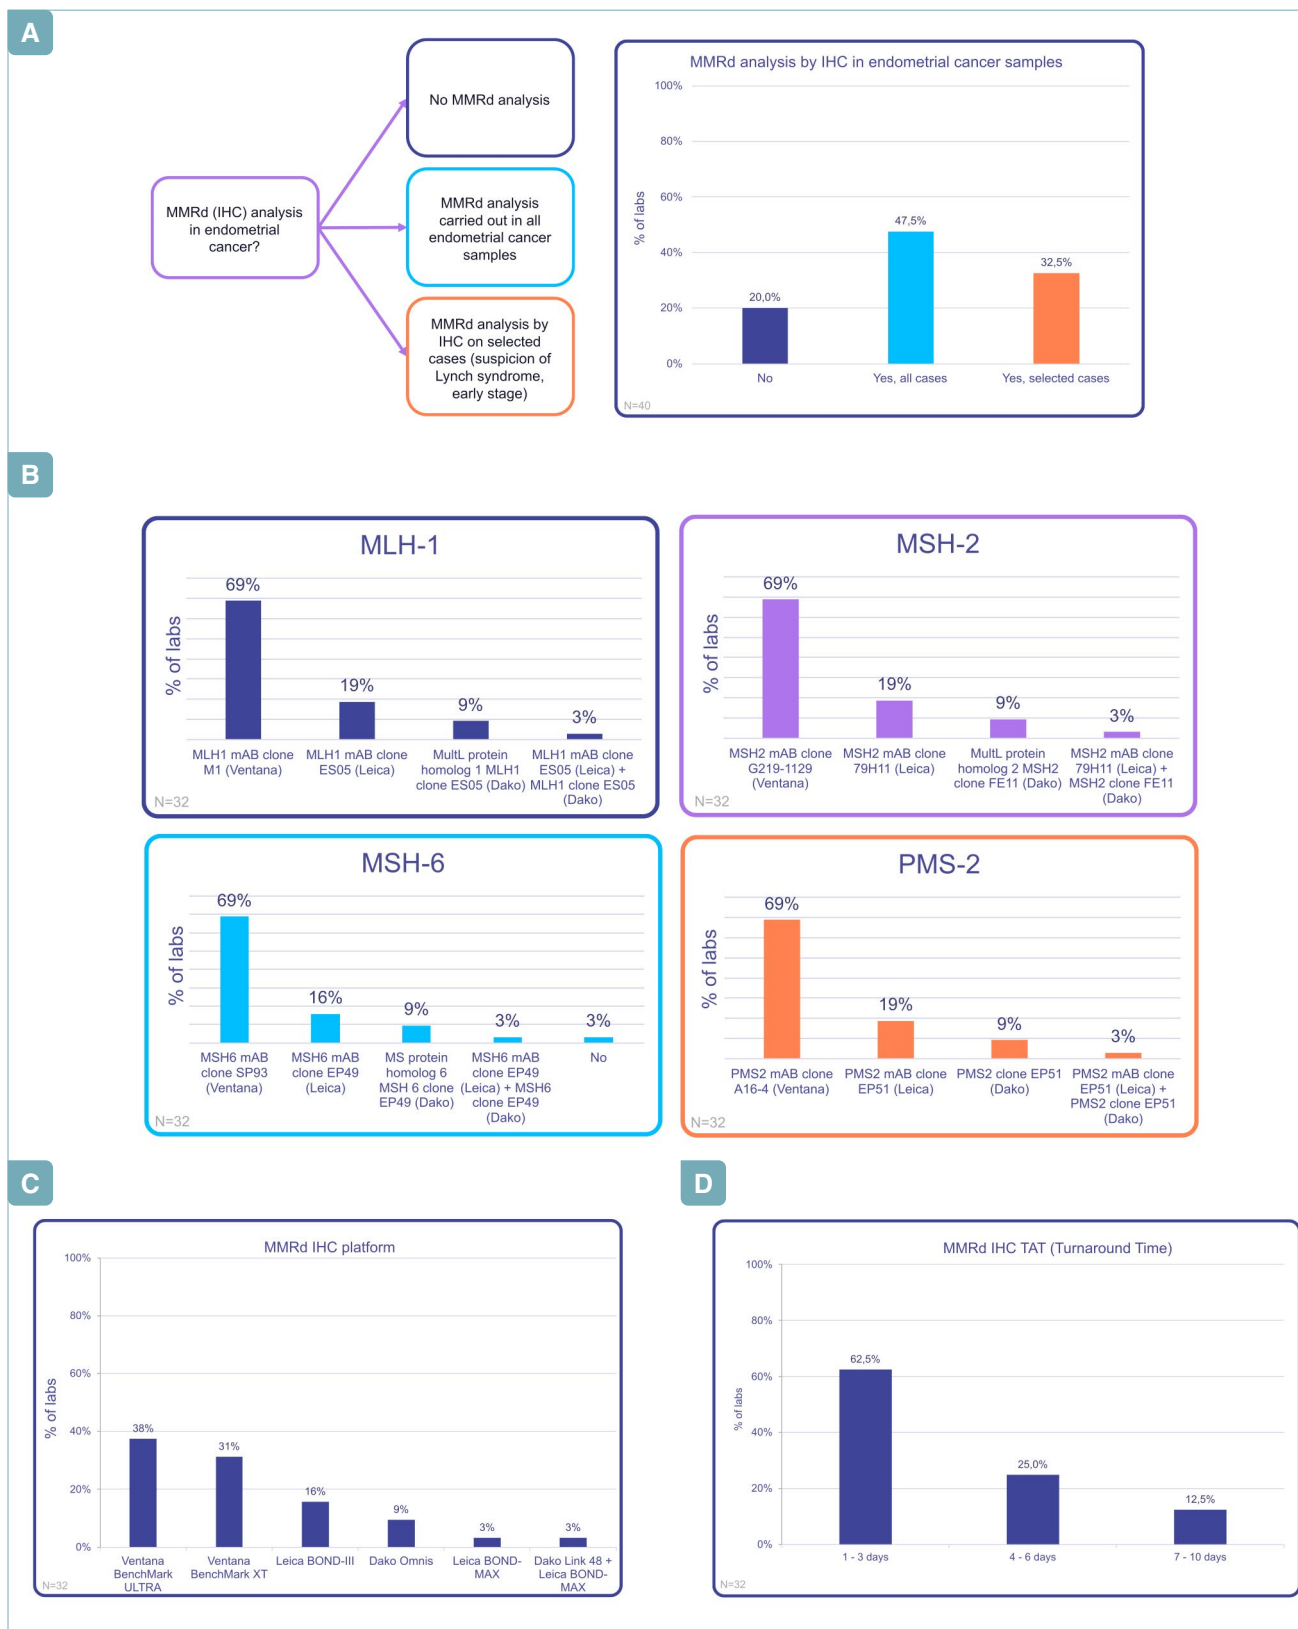 A
MMRd (IHC) analysis
in endometrial
cancer?
No MMRd analysis
MMRd analysis
carried out in all
endometrial cancer
samples
MMRd analysis by
IHC on selected
cases (suspicion of
Lynch syndrome,
early stage)
MMRd analysis by IHC in endometrial cancer samples
% of labs
100%
80%
60%
40%
20%
0%
20,0%
47,5%
32,5%
No
Yes, all cases
Yes, selected cases
N=40
B
MLH-1
% of labs
69%
19%
9%
3%
MLH1 mAB clone
M1 (Ventana)
MLH1 mAB clone
ES05 (Leica)
MultL protein
homolog 1 MLH1
clone ES05 (Dako)
MLH1 mAB clone
ES05 (Leica) +
MLH1 clone ES05
(Dako)
N=32
MSH-2
% of labs
69%
19%
9%
3%
MSH2 mAB clone
G219-1129
(Ventana)
MSH2 mAB clone
79H11 (Leica)
MultL protein
homolog 2 MSH2
clone FE11 (Dako)
MSH2 mAB clone
79H11 (Leica) +
MSH2 clone FE11
(Dako)
N=32
MSH-6
% of labs
69%
16%
9%
3%
3%
MSH6 mAB
clone SP93
(Ventana)
MSH6 mAB
clone EP49
(Leica)
MS protein
homolog 6
MSH 6 clone
EP49 (Dako)
MSH6 mAB
clone EP49
(Leica) + MSH6
clone EP49
(Dako)
No
N=32
PMS-2
% of labs
69%
19%
9%
3%
PMS2 mAB clone
A16-4 (Ventana)
PMS2 mAB clone
EP51 (Leica)
PMS2 clone EP51
(Dako)
PMS2 mAB clone
EP51 (Leica) +
PMS2 clone EP51
(Dako)
N=32
C
MMRd IHC platform
% of labs
100%
80%
60%
40%
20%
0%
38%
31%
16%
9%
3%
3%
Ventana
BenchMark
ULTRA
Ventana
BenchMark XT
Leica BOND-III
Dako Omnis
Leica BOND-
MAX
Dako Link 48 +
Leica BOND-
MAX
N=32
D
MMRd IHC TAT (Turnaround Time)
% of labs
100%
80%
60%
40%
20%
0%
62,5%
25,0%
12,5%
1 - 3 days
4 - 6 days
7 - 10 days
N=32